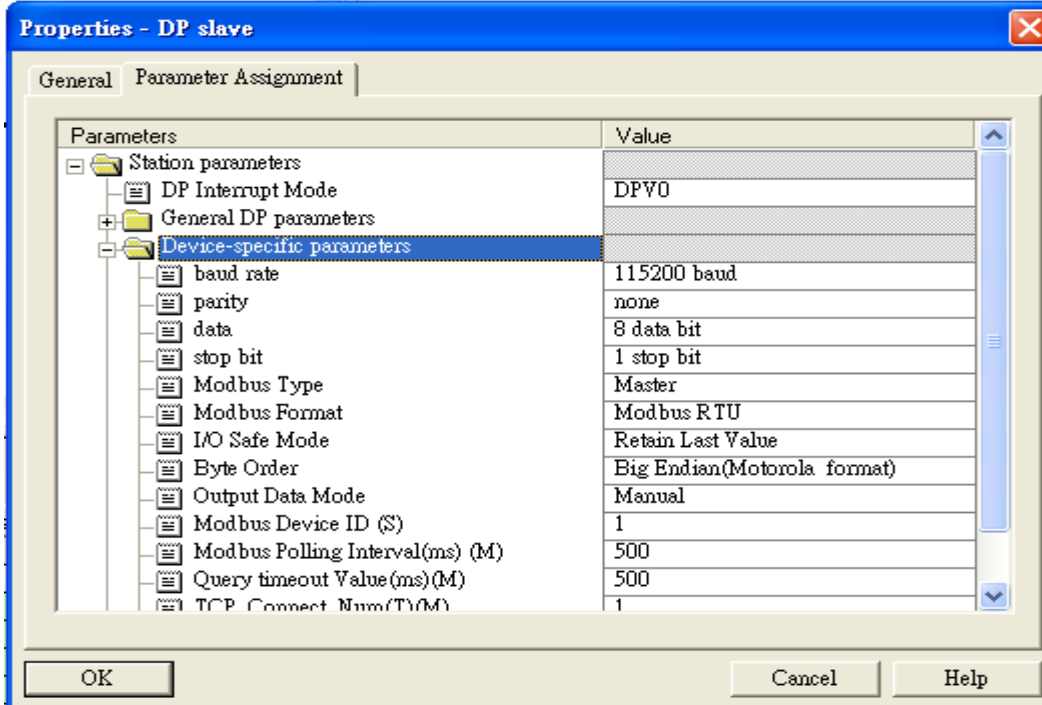 Properties - DP slave
General Parameter Assignment
Parameters Value
Station parameters
DP Interrupt Mode DPV0
General DP parameters
Device-specific parameters
baud rate 115200 baud
parity none
data 8 data bit
stop bit 1 stop bit
Modbus Type Master
Modbus Format Modbus RTU
I/O Safe Mode Retain Last Value
Byte Order Big Endian(Motorola format)
Output Data Mode Manual
Modbus Device ID (S) 1
Modbus Polling Interval(ms) (M) 500
Query timeout Value(ms)(M) 500
TCP Connect Num(T)(M) 1
OK Cancel Help